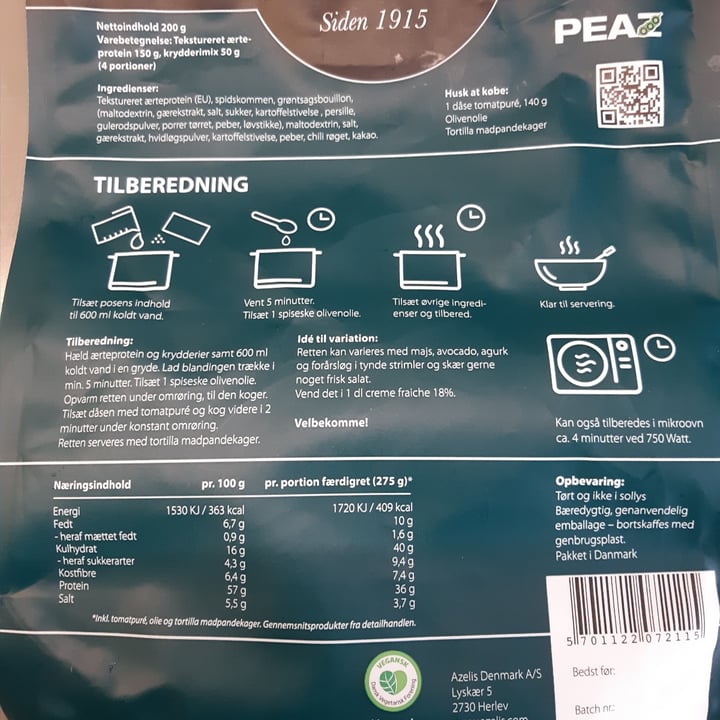 Siden 1915
PEAZ
Nettoindhold 200 g
Varebetegnelse: Tekstureret ærte-
protein 150 g, krydderimix 50 g
(4 portioner)
Ingredienser:
Tekstureret ærteprotein (EU), spidskommen, grøntsagsbouillon,
(maltodextrin, gærekstrakt, salt, sukker, kartoffelstivelse, persille,
gulerodspulver, porrer tørret, peber, løvstikke), maltodextrin, salt,
gærekstrakt, hvidløgspulver, kartoffelstivelse, peber, chili røget, kakao.
Husk at købe:
1 dåse tomatpuré, 140 g
Olivenolie
Tortilla madpandekager
TILBEREDNING
Tilsæt posens indhold
til 600 ml koldt vand.
Vent 5 minutter.
Tilsæt 1 spiseske olivenolie.
Tilsæt øvrige ingredi-
enser og tilbered.
Klar til servering.
Tilberedning:
Hæld ærteprotein og krydderier samt 600 ml
koldt vand i en gryde. Lad blandingen trække i
min. 5 minutter. Tilsæt 1 spiseske olivenolie.
Opvarm retten under omrøring, til den koger.
Tilsæt dåsen med tomatpuré og kog videre i 2
minutter under konstant omrøring.
Retten serveres med tortilla madpandekager.
Idé til variation:
Retten kan varieres med majs, avocado, agurk
og forårsløg i tynde strimler og skær gerne
noget frisk salat.
Vend det i 1 dl creme fraiche 18%.
Velbekomme!
Kan også tilberedes i mikroovn
ca. 4 minutter ved 750 Watt.
Næringsindhold pr. 100 g pr. portion færdigret (275 g)*
Energi 1530 KJ / 363 kcal 1720 KJ / 409 kcal
Fedt 6,7 g 10 g
- heraf mættet fedt 0,9 g 1,6 g
Kulhydrat 16 g 40 g
- heraf sukkerarter 4,3 g 9,4 g
Kostfibre 6,4 g 7,4 g
Protein 57 g 36 g
Salt 5,5 g 3,7 g
*Inkl. tomatpuré, olie og tortilla madpandekager. Gennemsnitsprodukter fra detailhandlen.
Opbevaring:
Tørt og ikke i sollys
Bæredygtig, genanvendelig
emballage – bortskaffes med
genbrugsplast.
Pakket i Danmark
5 701122 072115
VEGANSK
Dansk Vegetarisk Forening
Azelis Denmark A/S
Lyskær 5
2730 Herlev
Bedst før:
Batch nr.: